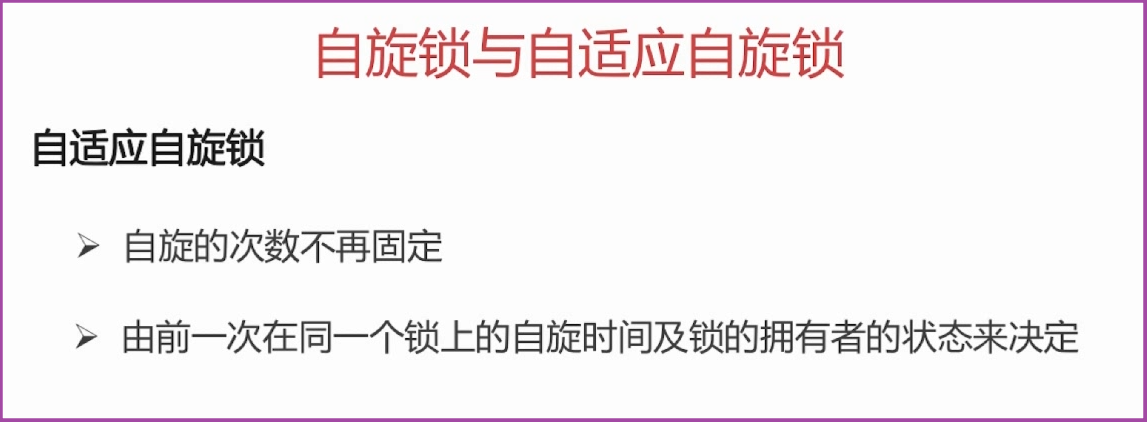 自旋锁与自适应自旋锁
自适应自旋锁
➢ 自旋的次数不再固定
➢ 由前一次在同一个锁上的自旋时间及锁的拥有者的状态来决定